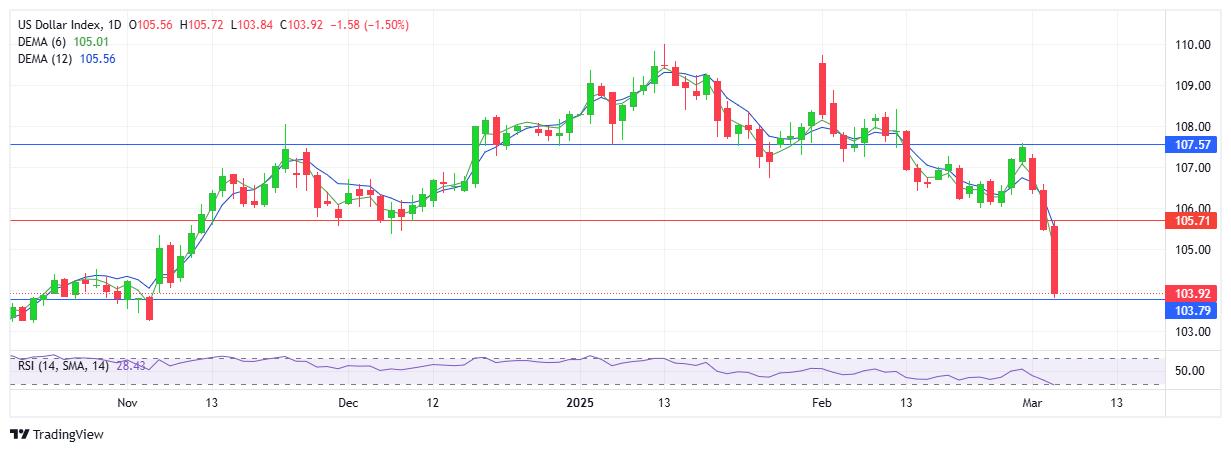 US Dollar Index, 1D O105.56 H105.72 L103.84 C103.92 −1.58 (−1.50%)
DEMA (6) 105.01
DEMA (12) 105.56
110.00
109.00
108.00
107.57
107.00
106.00
105.71
105.00
103.92
103.79
103.00
RSI (14, SMA, 14) 28.43
50.00
Nov 13 Dec 12 2025 13 Feb 13 Mar 13
TradingView